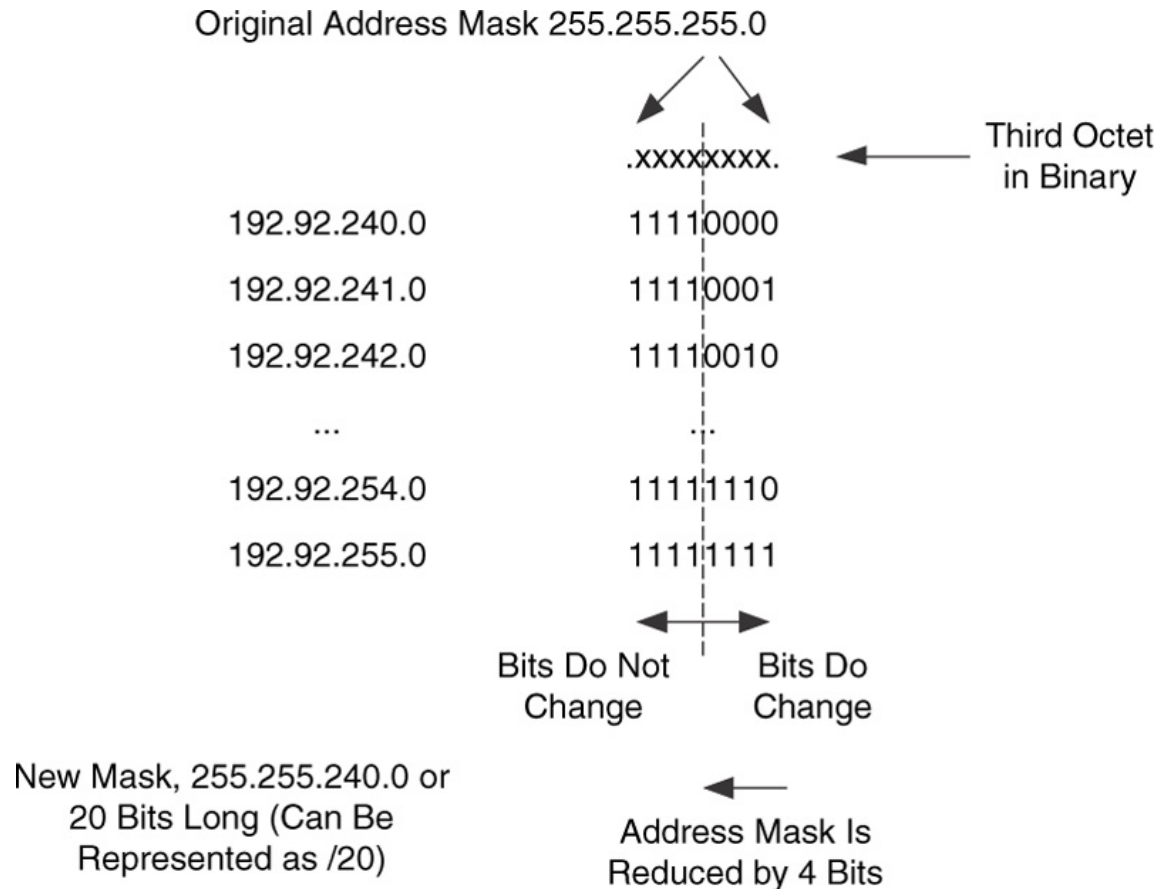 Original Address Mask 255.255.255.0
Third Octet
in Binary
.xxxxxxxx.
192.92.240.0 11110000
192.92.241.0 11110001
192.92.242.0 11110010
... ...
192.92.254.0 11111110
192.92.255.0 11111111
Bits Do Not
Change
Bits Do
Change
New Mask, 255.255.240.0 or
20 Bits Long (Can Be
Represented as /20)
Address Mask Is
Reduced by 4 Bits